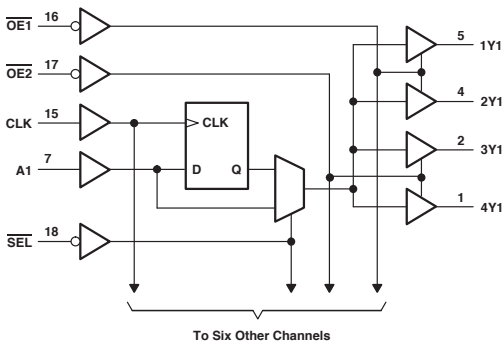 OE1 16
OE2 17
CLK 15
A1 7
SEL 18
CLK
D Q
5 1Y1
4 2Y1
2 3Y1
1 4Y1
To Six Other Channels